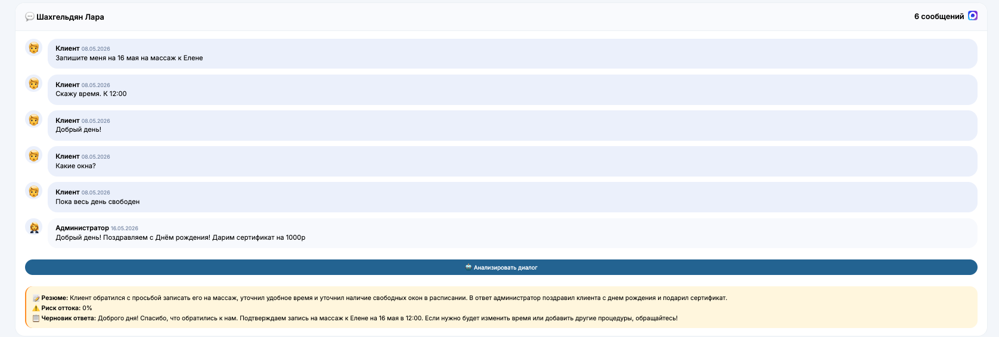 💬 Шахгельдян Лара
6 сообщений
Клиент 08.05.2026
Запишите меня на 16 мая на массаж к Елене
Клиент 08.05.2026
Скажу время. К 12:00
Клиент 08.05.2026
Добрый день!
Клиент 08.05.2026
Какие окна?
Клиент 08.05.2026
Пока весь день свободен
Администратор 16.05.2026
Добрый день! Поздравляем с Днём рождения! Дарим сертификат на 1000р
Анализировать диалог
📝 Резюме: Клиент обратился с просьбой записать его на массаж, уточнил удобное время и уточнил наличие свободных окон в расписании. В ответ администратор поздравил клиента с днем рождения и подарил сертификат.
⚠️ Риск оттока: 0%
📋 Черновик ответа: Доброго дня! Спасибо, что обратились к нам. Подтверждаем запись на массаж к Елене на 16 мая в 12:00. Если нужно будет изменить время или добавить другие процедуры, обращайтесь!